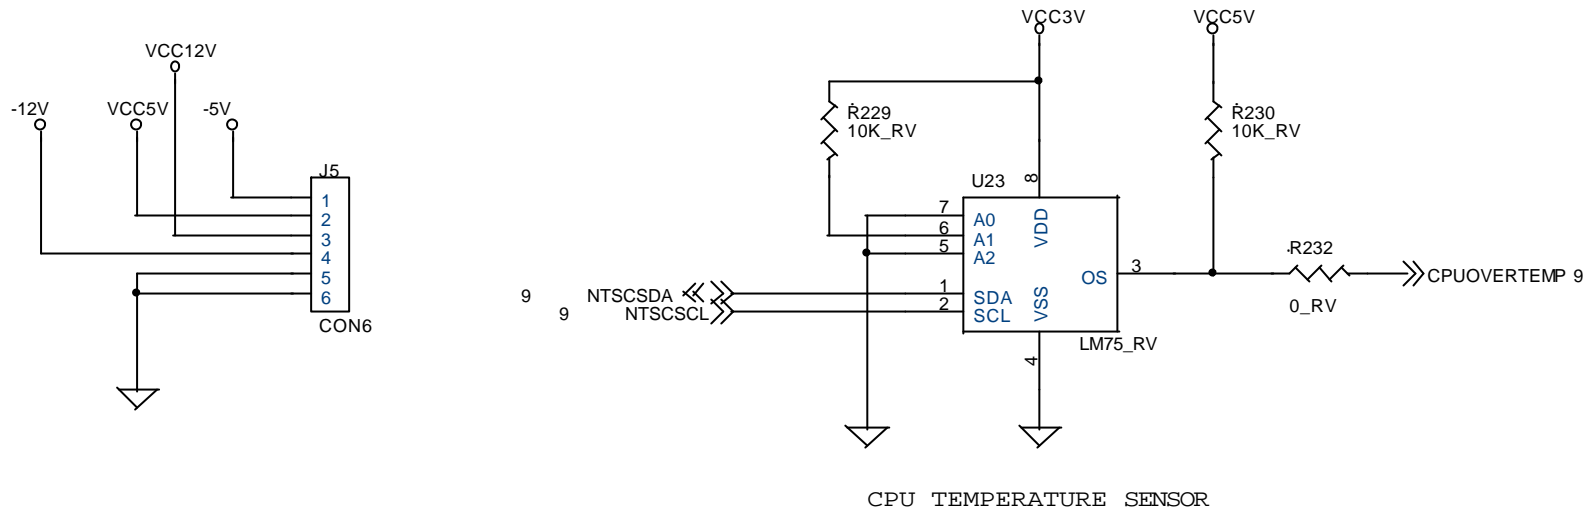 VCC3V
VCC5V
VCC12V
-12V
VCC5V
-5V
R229
10K_RV
R230
10K_RV
J5
1
2
3
4
5
6
CON6
U23
8
VDD
7
A0
6
A1
5
A2
OS
3
R232
0_RV
CPUOVERTEMP 9
9
NTSCSDA
1
SDA
9
NTSCSCL
2
SCL
VSS
4
LM75_RV
CPU TEMPERATURE SENSOR